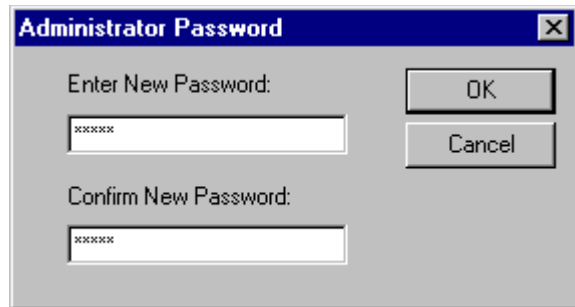 Administrator Password
Enter New Password:
*****
OK
Cancel
Confirm New Password:
*****